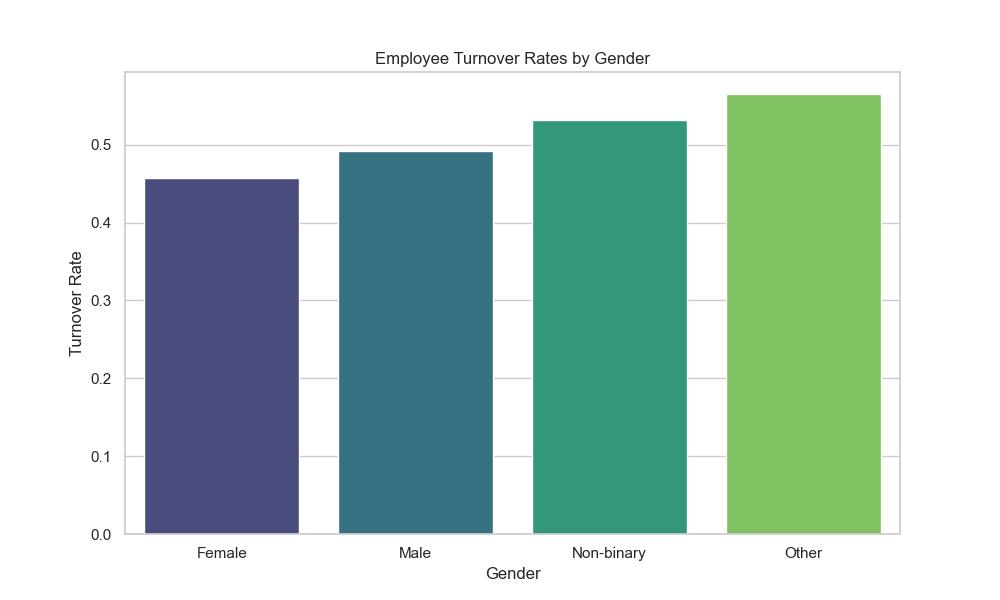 Employee Turnover Rates by Gender
0.5
0.4
0.3
0.2
0.1
0.0
Turnover Rate
Female Male Non-binary Other
Gender